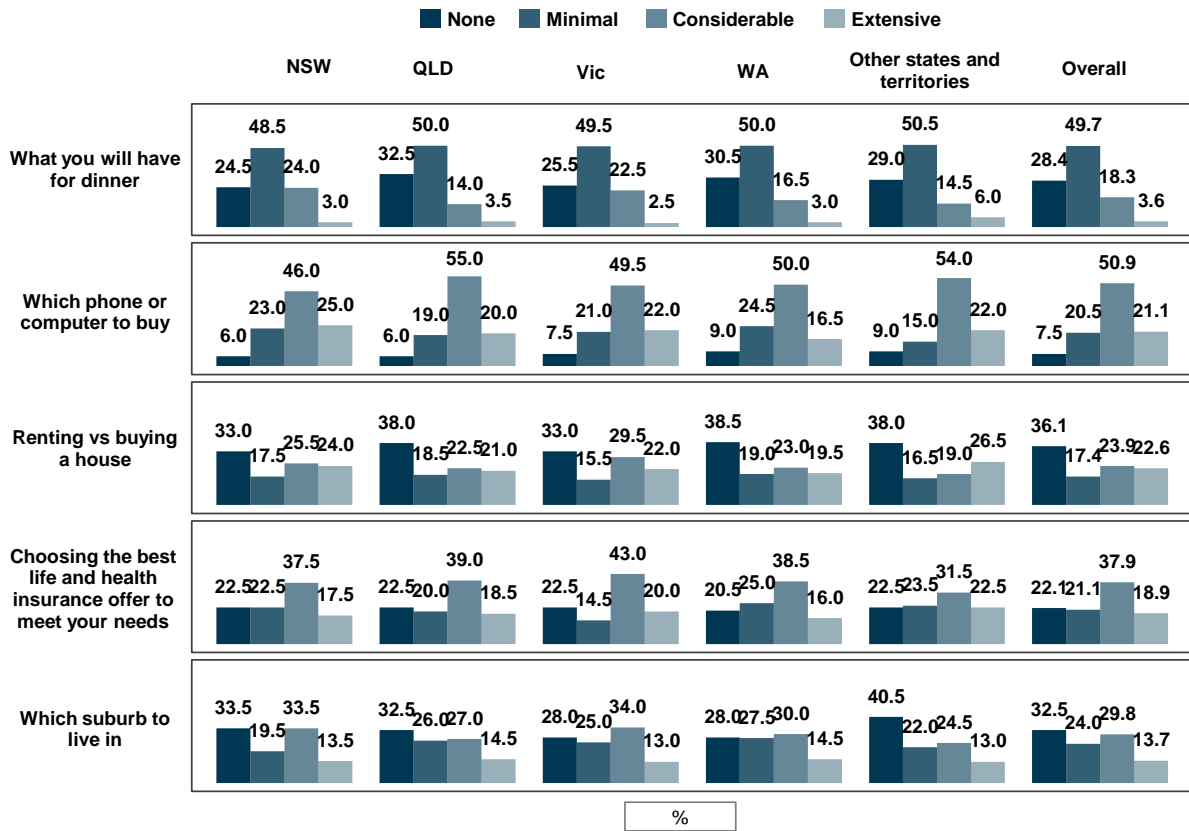 None Minimal Considerable Extensive
NSW QLD Vic WA Other states and territories Overall
What you will have
for dinner
24.5 48.5 24.0 3.0 32.5 50.0 14.0 3.5 25.5 49.5 22.5 2.5 30.5 50.0 16.5 3.0 29.0 50.5 14.5 6.0 28.4 49.7 18.3 3.6
Which phone or
computer to buy
6.0 23.0 46.0 25.0 6.0 19.0 55.0 20.0 7.5 21.0 49.5 22.0 9.0 24.5 50.0 16.5 9.0 15.0 54.0 22.0 7.5 20.5 50.9 21.1
Renting vs buying
a house
33.0 17.5 25.5 24.0 38.0 18.5 22.5 21.0 33.0 15.5 29.5 22.0 38.5 19.0 23.0 19.5 38.0 16.5 19.0 26.5 36.1 17.4 23.9 22.6
Choosing the best
life and health
insurance offer to
meet your needs
22.5 22.5 37.5 17.5 22.5 20.0 39.0 18.5 22.5 14.5 43.0 20.0 20.5 25.0 38.5 16.0 22.5 23.5 31.5 22.5 22.1 21.1 37.9 18.9
Which suburb to
live in
33.5 19.5 33.5 13.5 32.5 26.0 27.0 14.5 28.0 25.0 34.0 13.0 28.0 27.5 30.0 14.5 40.5 22.0 24.5 13.0 32.5 24.0 29.8 13.7
%